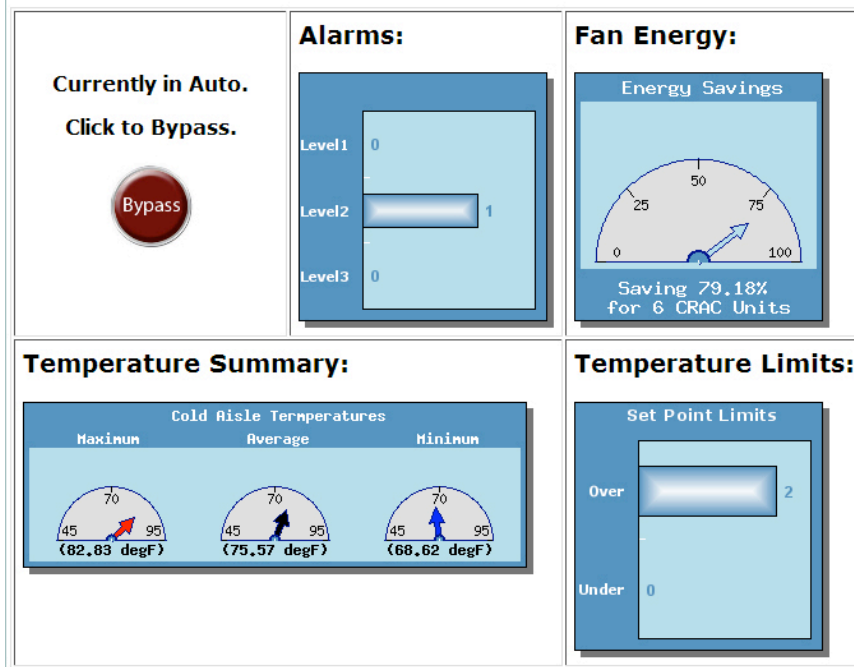 Currently in Auto.
Click to Bypass.
Bypass
Alarms:
Level1 0
Level2 1
Level3 0
Fan Energy:
Energy Savings
0 25 50 75 100
Saving 79.18%
for 6 CRAC Units
Temperature Summary:
Cold Aisle Ternperatures
Maximum Average Minimum
45 70 95 45 70 95 45 70 95
(82.83 degF) (75.57 degF) (68.62 degF)
Temperature Limits:
Set Point Limits
Over 2
Under 0